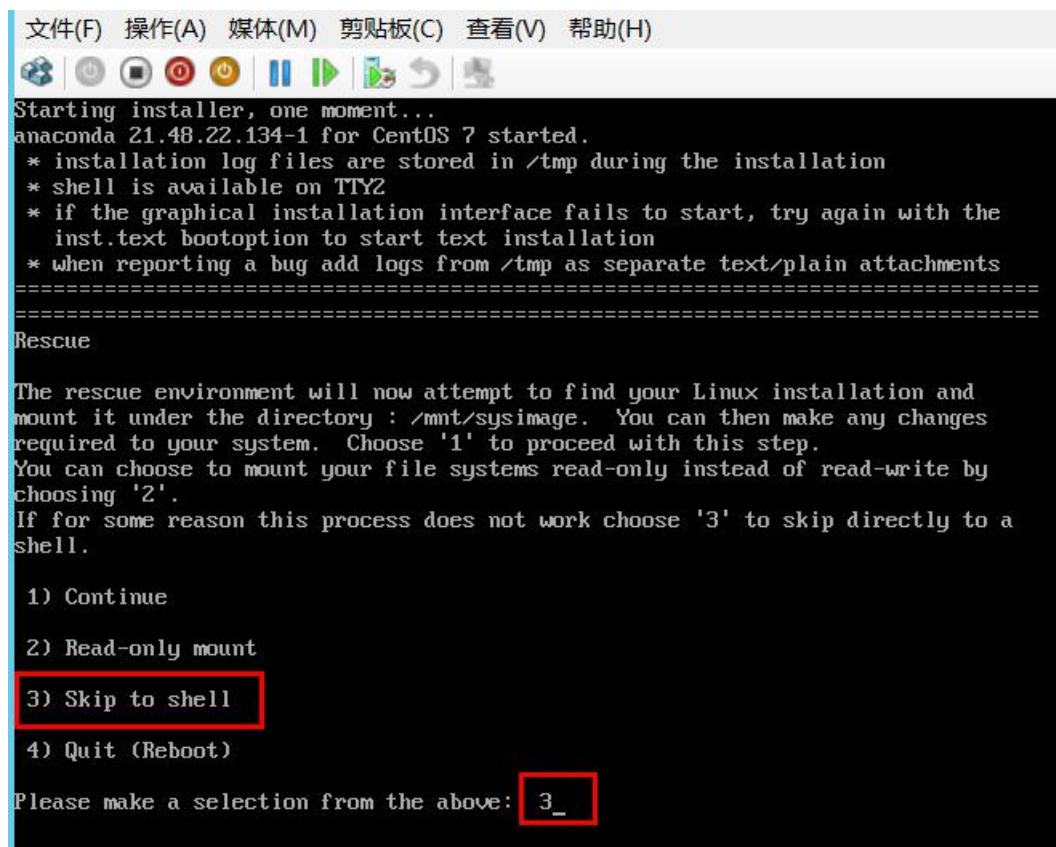 文件(F) 操作(A) 媒体(M) 剪贴板(C) 查看(V) 帮助(H)
Starting installer, one moment...
anaconda 21.48.22.134-1 for CentOS 7 started.
* installation log files are stored in /tmp during the installation
* shell is available on TTY2
* if the graphical installation interface fails to start, try again with the
inst.text bootoption to start text installation
* when reporting a bug add logs from /tmp as separate text/plain attachments
================================================================================
================================================================================
Rescue
The rescue environment will now attempt to find your Linux installation and
mount it under the directory : /mnt/sysimage.  You can then make any changes
required to your system.  Choose '1' to proceed with this step.
You can choose to mount your file systems read-only instead of read-write by
choosing '2'.
If for some reason this process does not work choose '3' to skip directly to a
shell.
1) Continue
2) Read-only mount
3) Skip to shell
4) Quit (Reboot)
Please make a selection from the above:  3_